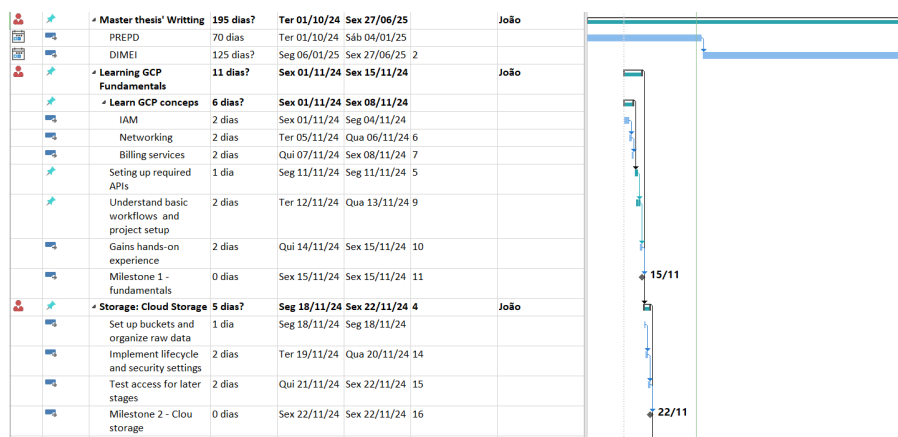 Master thesis' Writting 195 dias? Ter 01/10/24 Sex 27/06/25 João
PREPD 70 dias Ter 01/10/24 Sáb 04/01/25
DIMEI 125 dias? Seg 06/01/25 Sex 27/06/25 2
Learning GCP 11 dias? Sex 01/11/24 Sex 15/11/24 João
Fundamentals
Learn GCP conceps 6 dias? Sex 01/11/24 Sex 08/11/24
IAM 2 dias Sex 01/11/24 Seg 04/11/24
Networking 2 dias Ter 05/11/24 Qua 06/11/24 6
Billing services 2 dias Qui 07/11/24 Sex 08/11/24 7
Seting up required 1 dia Seg 11/11/24 Seg 11/11/24 5
APIs
Understand basic 2 dias Ter 12/11/24 Qua 13/11/24 9
workflows and
project setup
Gains hands-on 2 dias Qui 14/11/24 Sex 15/11/24 10
experience
Milestone 1 - 0 dias Sex 15/11/24 Sex 15/11/24 11 15/11
fundamentals
Storage: Cloud Storage 5 dias? Seg 18/11/24 Sex 22/11/24 4 João
Set up buckets and 1 dia Seg 18/11/24 Seg 18/11/24
organize raw data
Implement lifecycle 2 dias Ter 19/11/24 Qua 20/11/24 14
and security settings
Test access for later 2 dias Qui 21/11/24 Sex 22/11/24 15
stages
Milestone 2 - Clou 0 dias Sex 22/11/24 Sex 22/11/24 16 22/11
storage